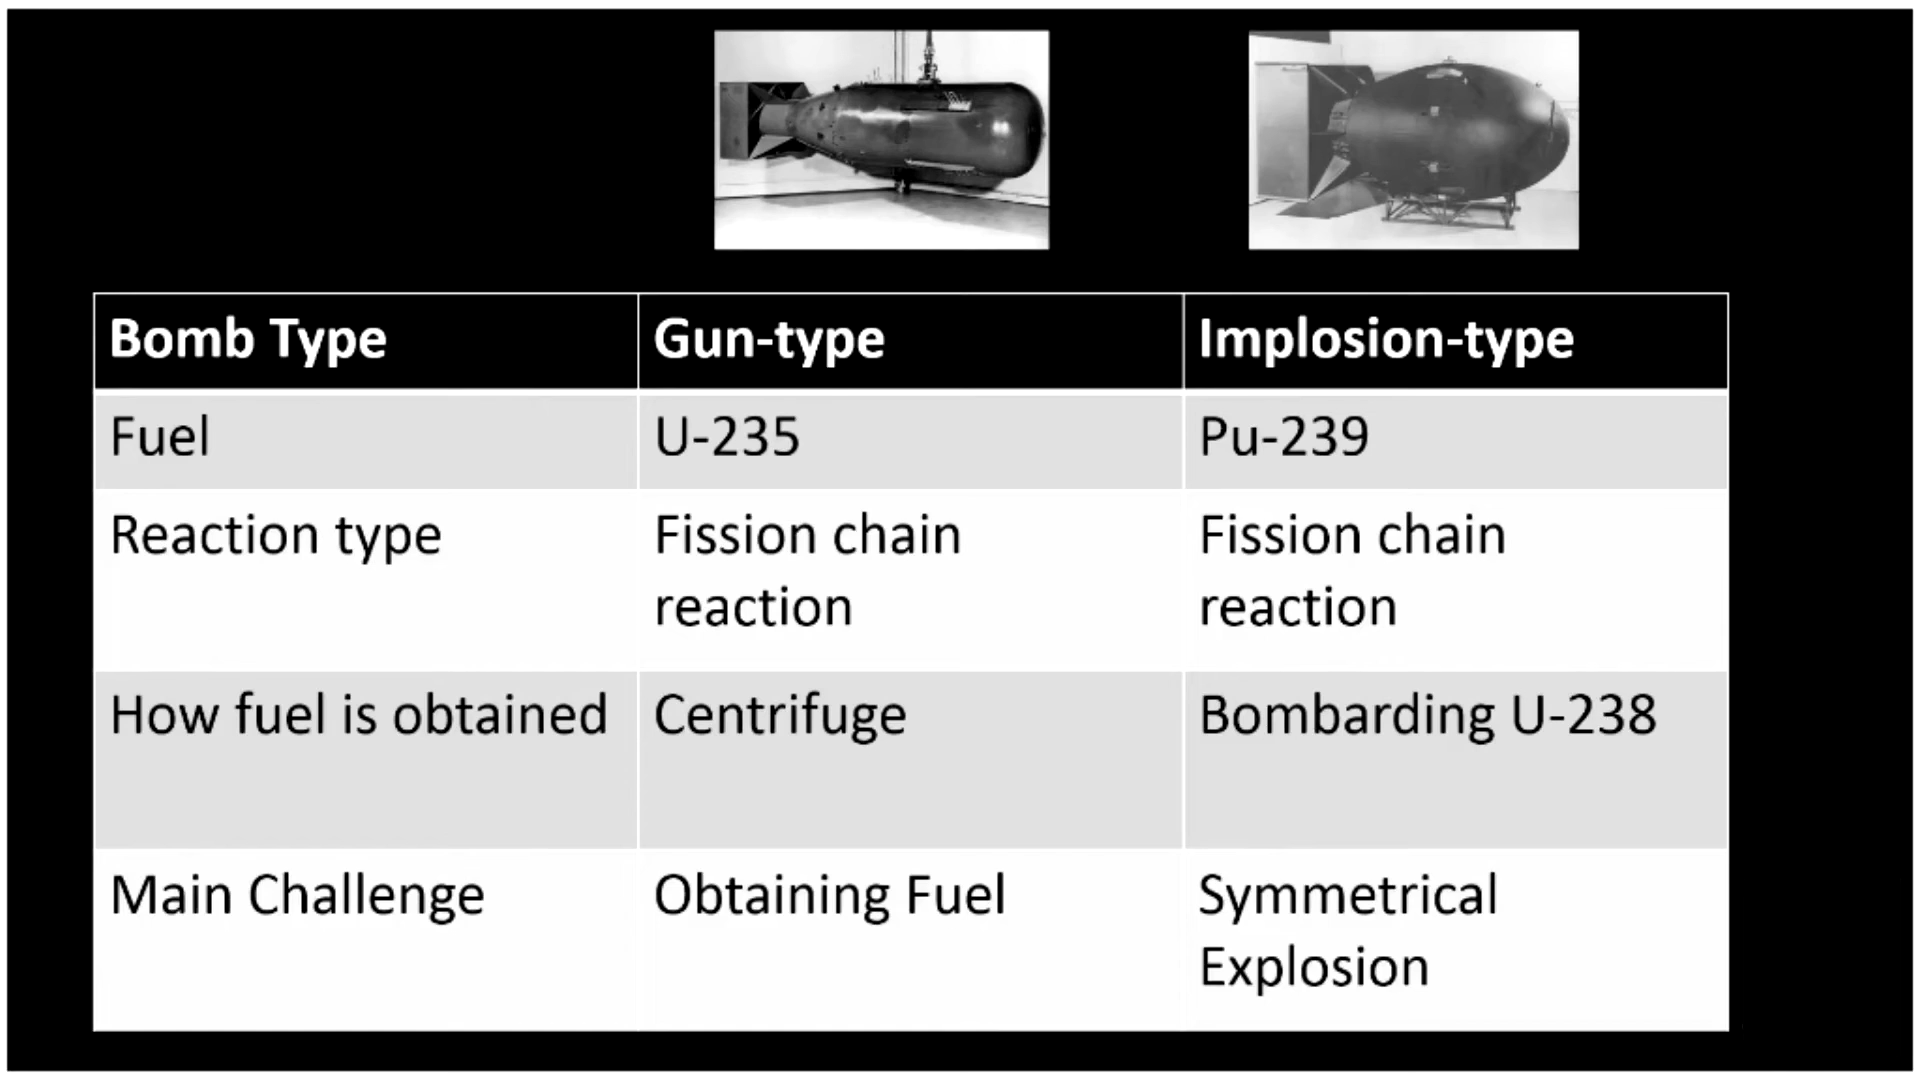 Bomb Type
Gun-type
Implosion-type
Fuel
U-235
Pu-239
Reaction type
Fission chain
reaction
Fission chain
reaction
How fuel is obtained
Centrifuge
Bombarding U-238
Main Challenge
Obtaining Fuel
Symmetrical
Explosion